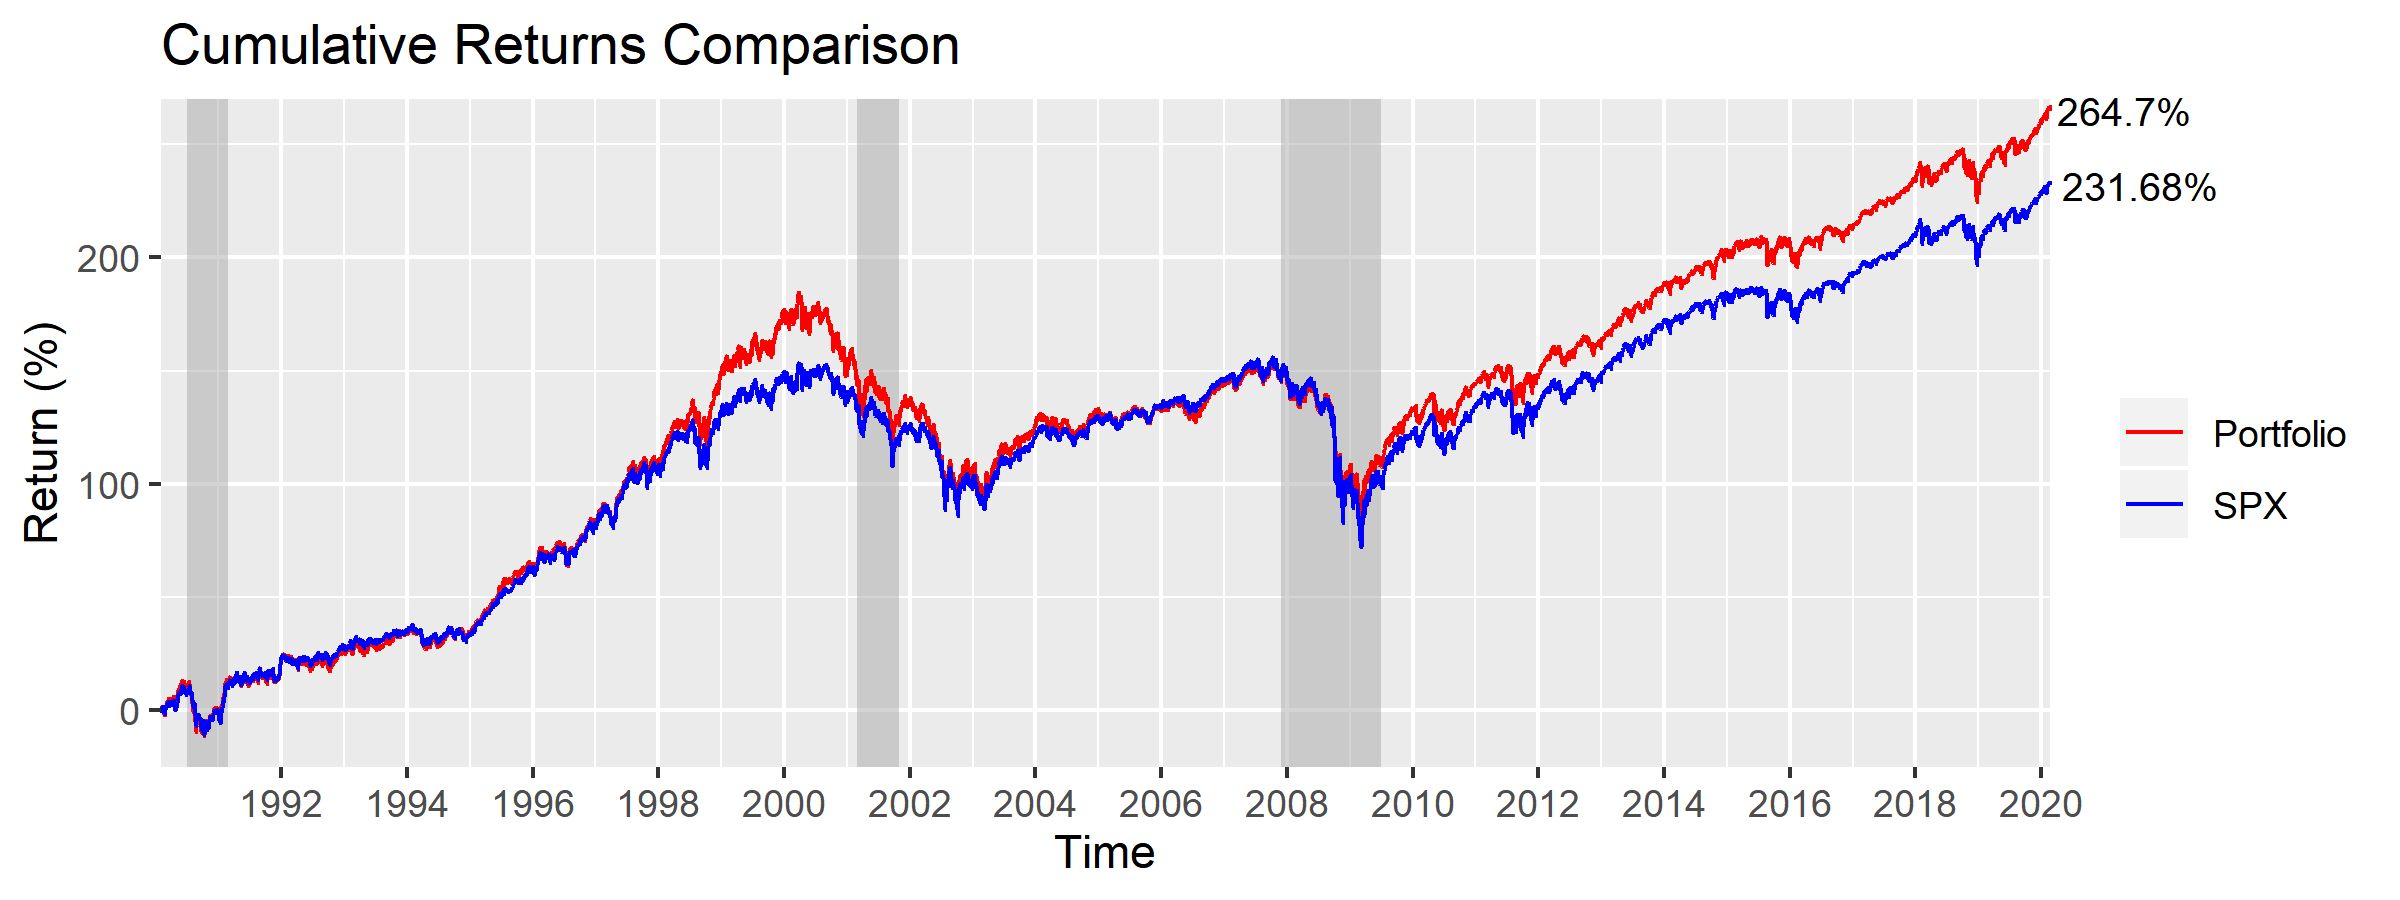 Cumulative Returns Comparison
264.7%
231.68%
200
100
0
Return (%)
1992 1994 1996 1998 2000 2002 2004 2006 2008 2010 2012 2014 2016 2018 2020
Time
Portfolio
SPX